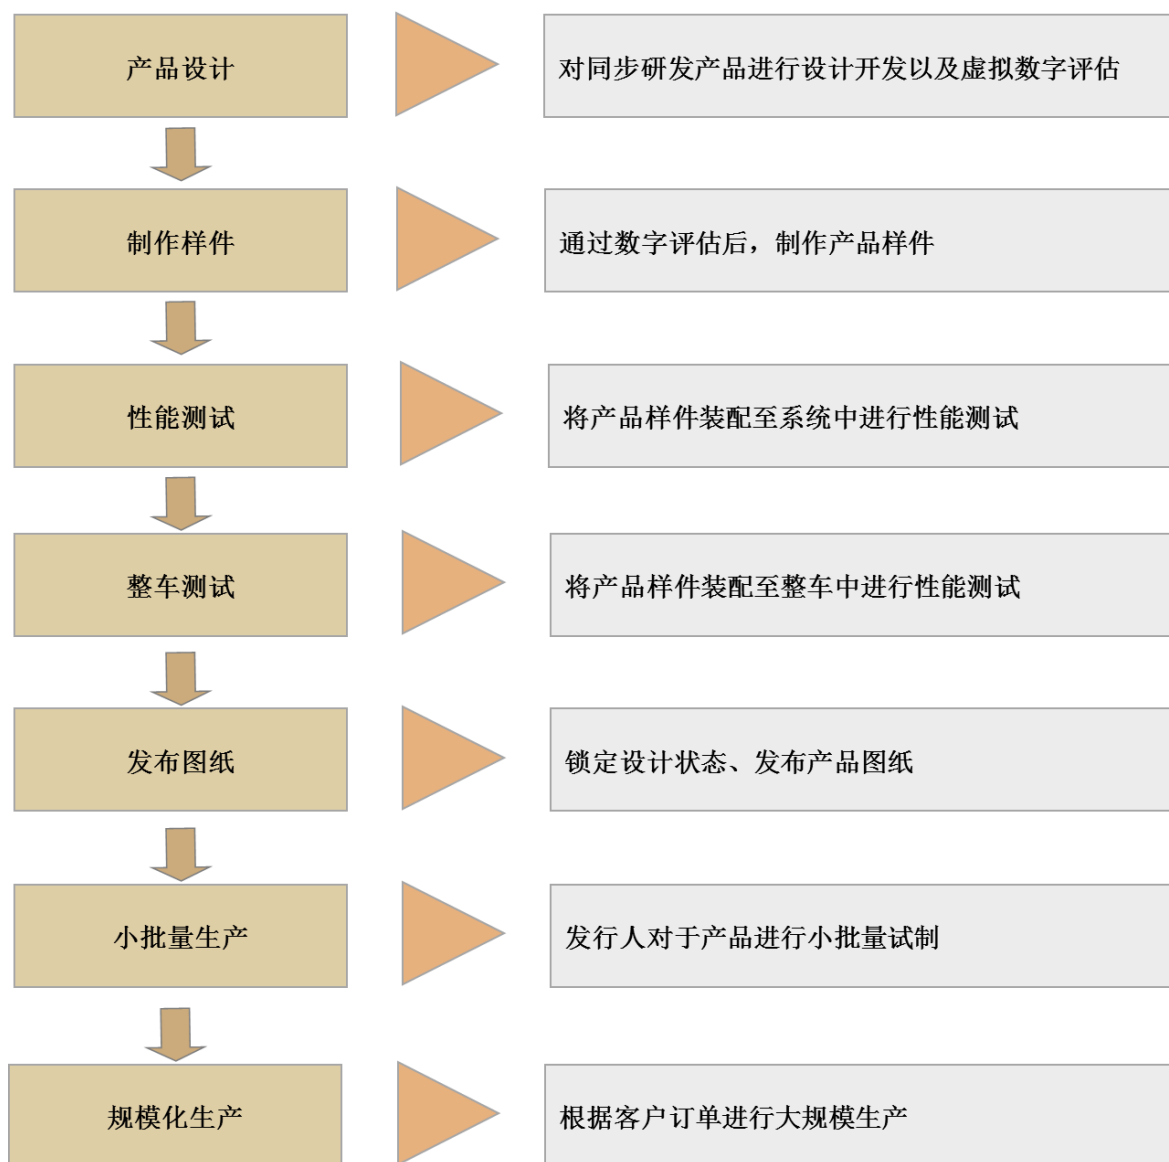 产品设计
对同步研发产品进行设计开发以及虚拟数字评估
制作样件
通过数字评估后，制作产品样件
性能测试
将产品样件装配至系统中进行性能测试
整车测试
将产品样件装配至整车中进行性能测试
发布图纸
锁定设计状态、发布产品图纸
小批量生产
发行人对于产品进行小批量试制
规模化生产
根据客户订单进行大规模生产